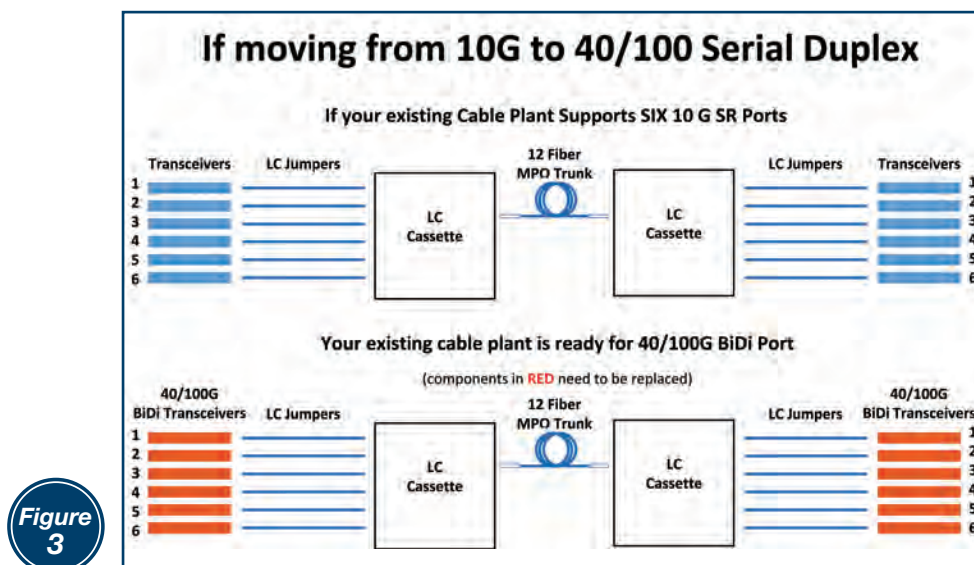 If moving from 10G to 40/100 Serial Duplex
If your existing Cable Plant Supports SIX 10 G SR Ports
Transceivers
LC Jumpers
12 Fiber
MPO Trunk
LC Jumpers
Transceivers
1
2
3
4
5
6
LC
Cassette
LC
Cassette
1
2
3
4
5
6
Your existing cable plant is ready for 40/100G BiDi Port
(components in RED need to be replaced)
40/100G
BiDi Transceivers
LC Jumpers
12 Fiber
MPO Trunk
LC Jumpers
40/100G
BiDi Transceivers
1
2
3
4
5
6
LC
Cassette
LC
Cassette
1
2
3
4
5
6
Figure
3